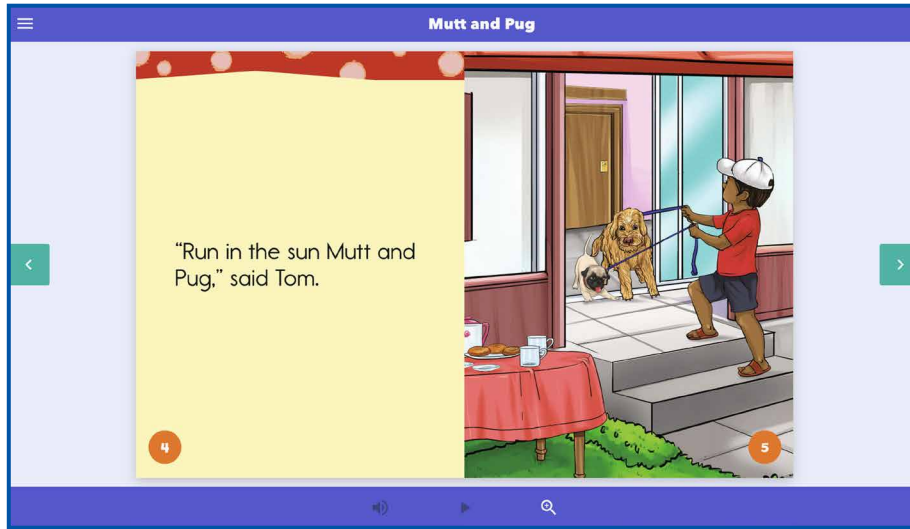 Mutt and Pug
“Run in the sun Mutt and
Pug,” said Tom.
4
5